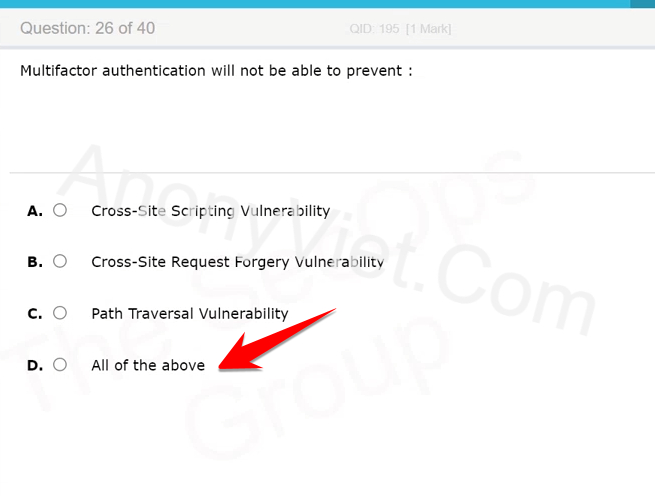 Question: 26 of 40 QID: 195 [1 Mark]
Multifactor authentication will not be able to prevent :
A. Cross-Site Scripting Vulnerability
B. Cross-Site Request Forgery Vulnerability
C. Path Traversal Vulnerability
D. All of the above
AnonyViet.Com
The SecOps
Group